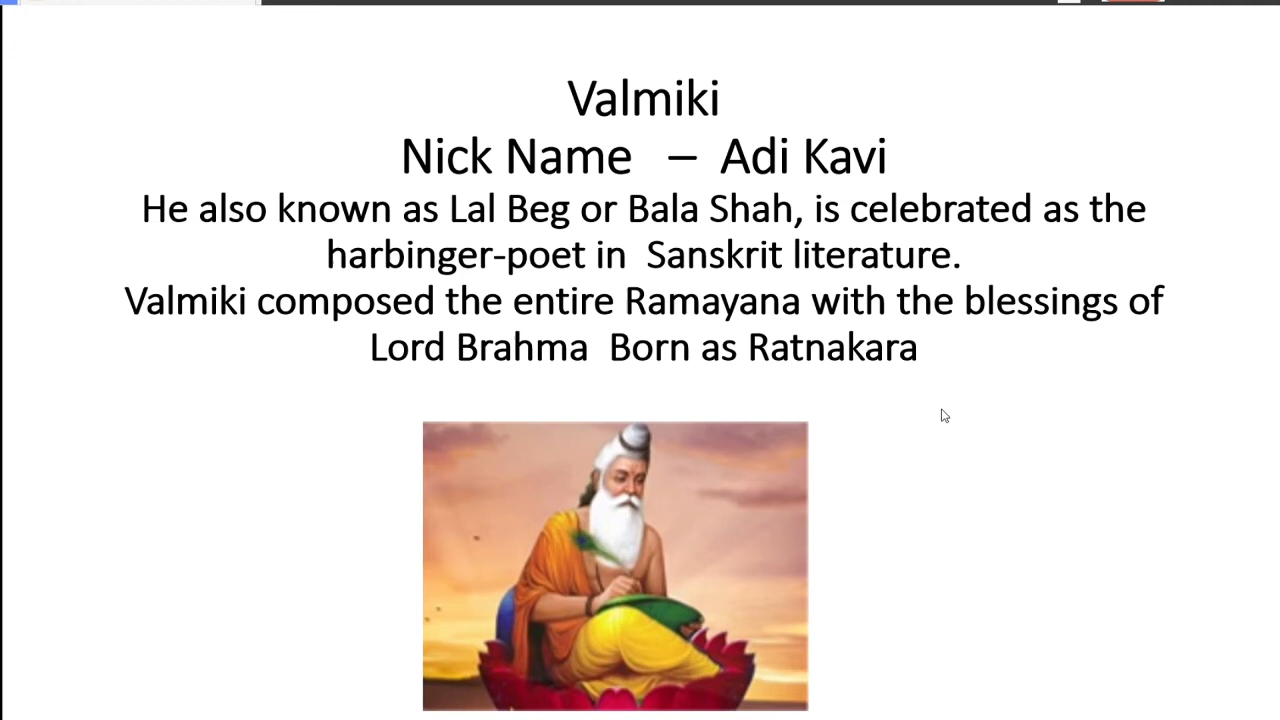 Valmiki
Nick Name – Adi Kavi
He also known as Lal Beg or Bala Shah, is celebrated as the
harbinger-poet in Sanskrit literature.
Valmiki composed the entire Ramayana with the blessings of
Lord Brahma Born as Ratnakara